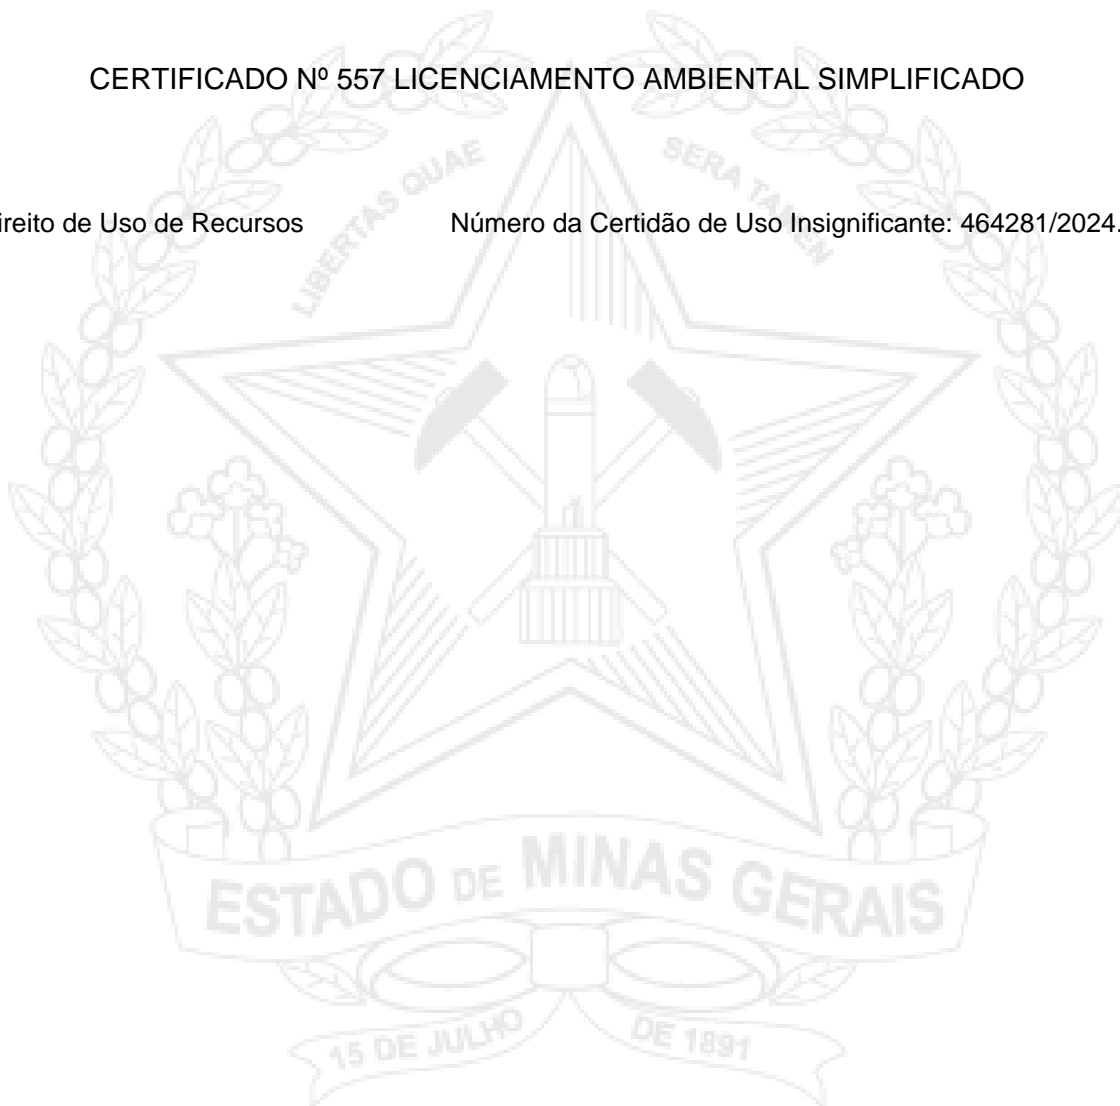 CERTIFICADO Nº 557 LICENCIAMENTO AMBIENTAL SIMPLIFICADO
LIBERTAS QUAE SERA TAMEN
ireito de Uso de Recursos Número da Certidão de Uso Insignificante: 464281/2024.
ESTADO DE MINAS GERAIS
15 DE JULHO DE 1891